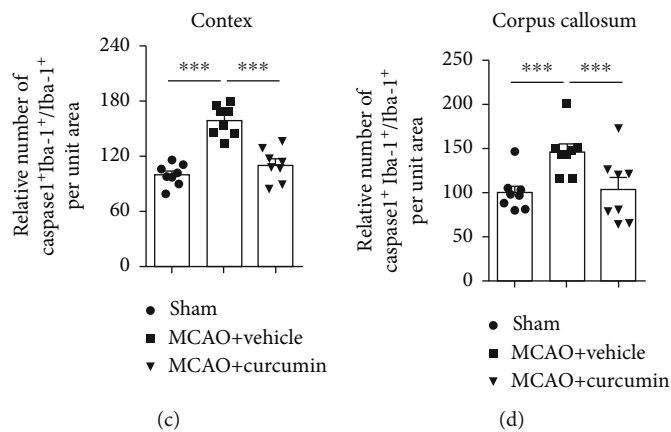 Contex
Relative number of
caspase1⁺Iba-1⁺/Iba-1⁺
per unit area
240
180
120
60
0
***
***
Sham
MCAO+vehicle
MCAO+curcumin
(c)
Corpus callosum
Relative number of
caspase1⁺ Iba-1⁺/Iba-1⁺
per unit area
250
200
150
100
50
0
***
***
Sham
MCAO+vehicle
MCAO+curcumin
(d)